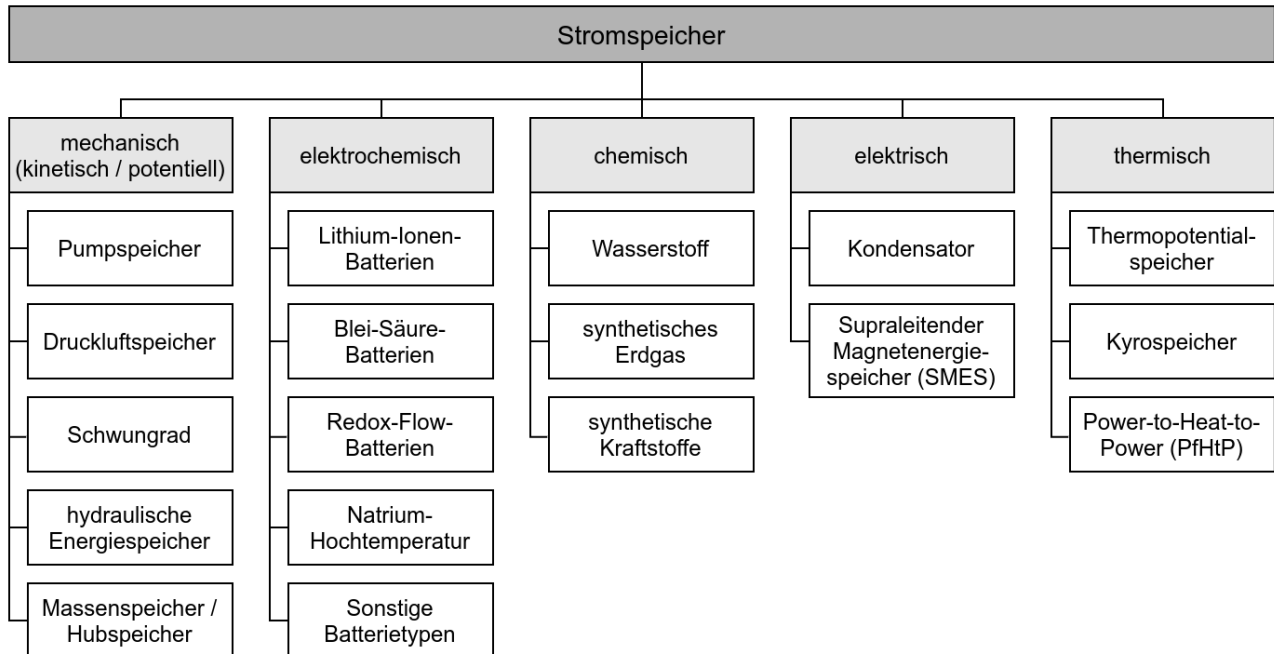 Stromspeicher
mechanisch
(kinetisch / potentiell)
Pumpspeicher
Druckluftspeicher
Schwungrad
hydraulische
Energiespeicher
Massenspeicher /
Hubspeicher
elektrochemisch
Lithium-Ionen-
Batterien
Blei-Säure-
Batterien
Redox-Flow-
Batterien
Natrium-
Hochtemperatur
Sonstige
Batterietypen
chemisch
Wasserstoff
synthetisches
Erdgas
synthetische
Kraftstoffe
elektrisch
Kondensator
Supraleitender
Magnetenergie-
speicher (SMES)
thermisch
Thermopotential-
speicher
Kyrospeicher
Power-to-Heat-to-
Power (PfHtP)